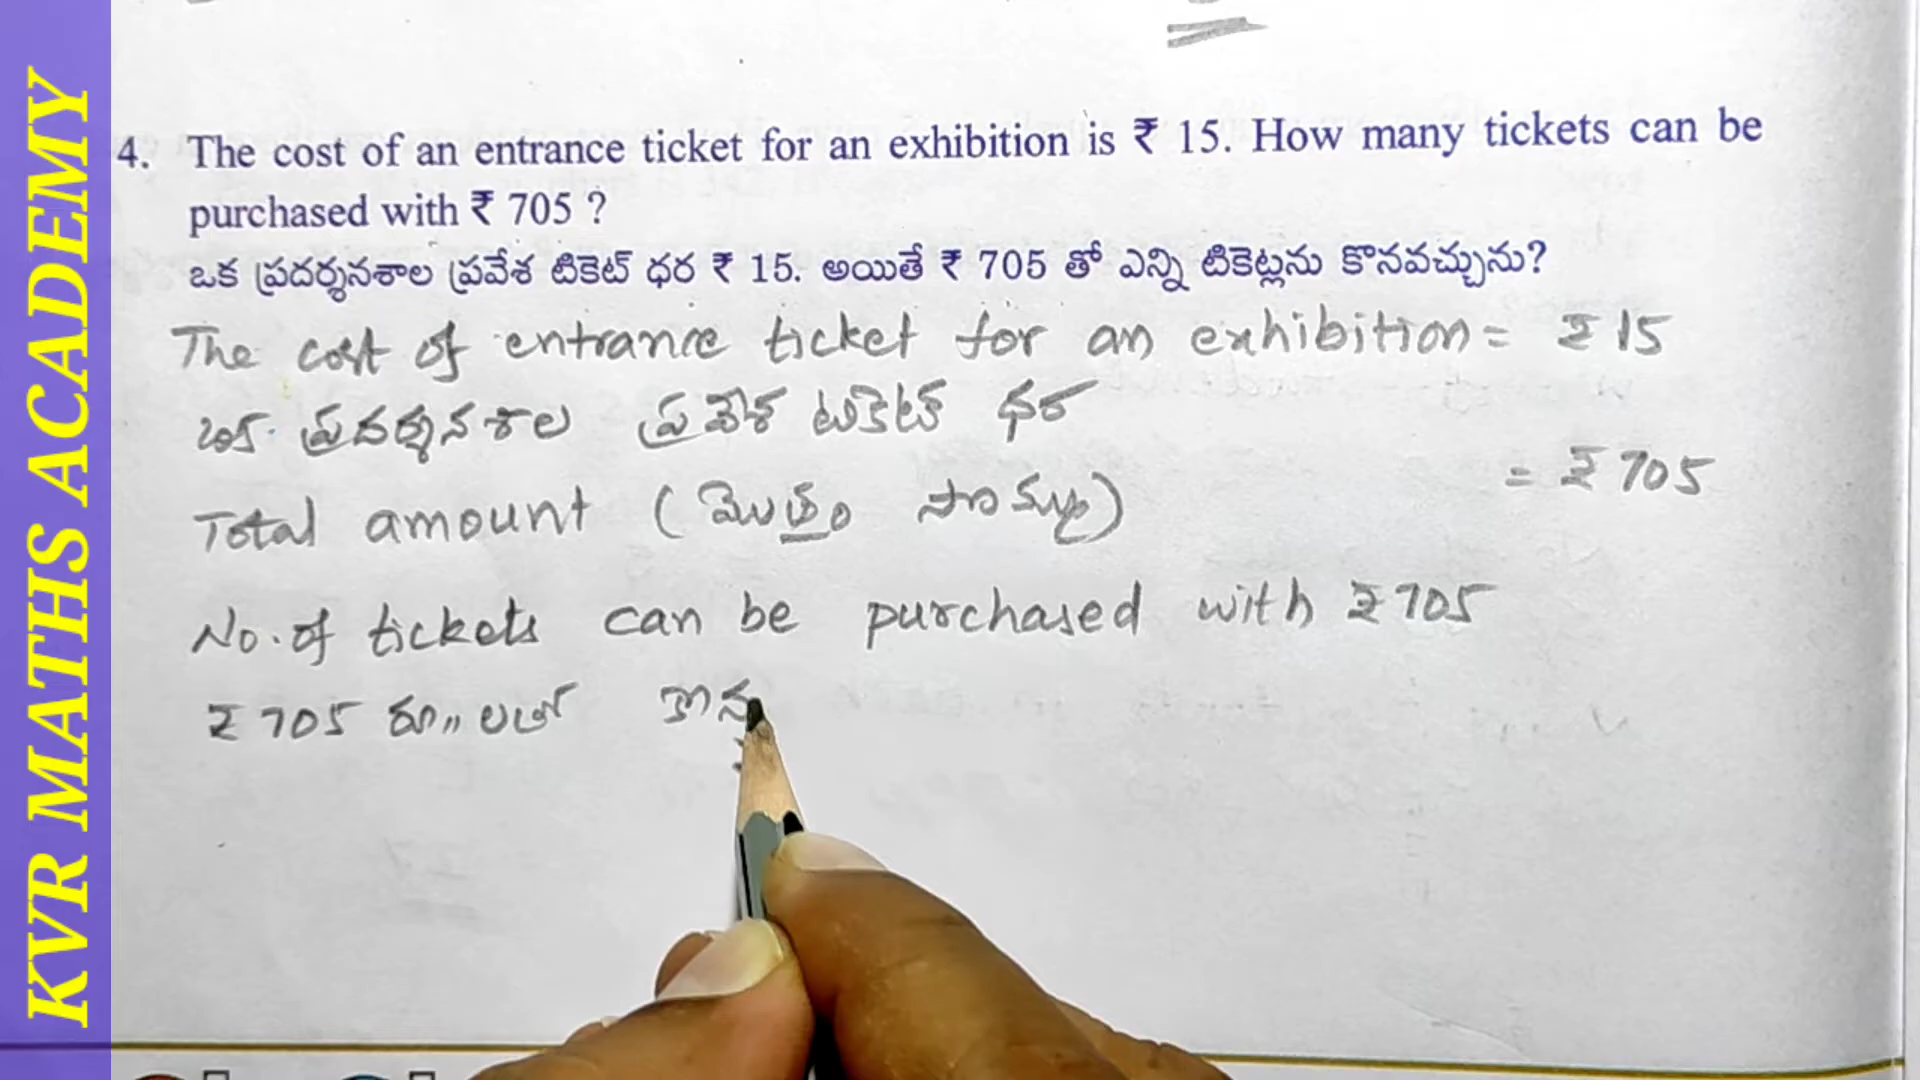 KVR MATHS ACADEMY
4. The cost of an entrance ticket for an exhibition is ₹ 15. How many tickets can be
purchased with ₹ 705 ?
ఒక ప్రదర్శనశాల ప్రవేశ టికెట్ ధర ₹ 15. అయితే ₹ 705 తో ఎన్ని టికెట్లను కొనవచ్చును?
The cost of entrance ticket for an exhibition = ₹ 15
ఒక ప్రదర్శనశాల ప్రవేశ టికెట్ ధర
Total amount (మొత్తం సొమ్ము) = ₹ 705
No. of tickets can be purchased with ₹ 705
₹ 705 రూ,, లతో కొన